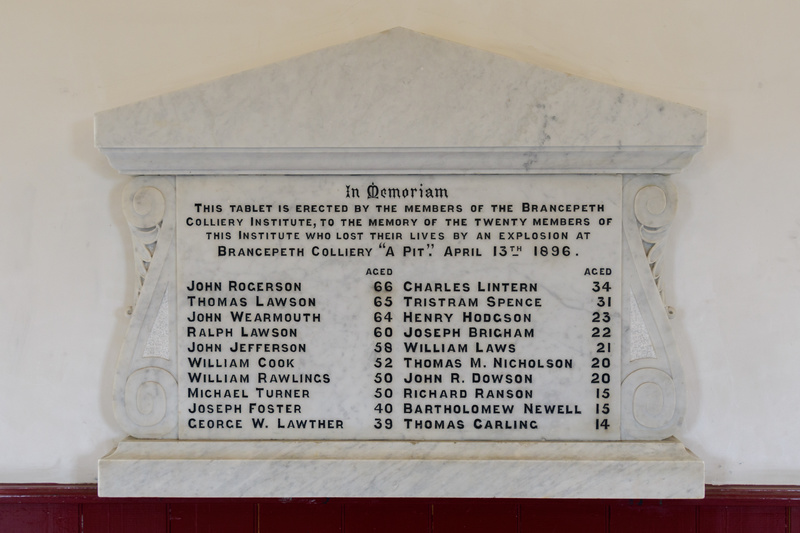 In Memoriam
THIS TABLET IS ERECTED BY THE MEMBERS OF THE BRANCEPETH
COLLIERY INSTITUTE, TO THE MEMORY OF THE TWENTY MEMBERS OF
THIS INSTITUTE WHO LOST THEIR LIVES BY AN EXPLOSION AT
BRANCEPETH COLLIERY "A PIT". APRIL 13TH 1896.
AGED AGED
JOHN ROGERSON 66 CHARLES LINTERN 34
THOMAS LAWSON 65 TRISTRAM SPENCE 31
JOHN WEARMOUTH 64 HENRY HODGSON 23
RALPH LAWSON 60 JOSEPH BRIGHAM 22
JOHN JEFFERSON 58 WILLIAM LAWS 21
WILLIAM COOK 52 THOMAS M. NICHOLSON 20
WILLIAM RAWLINGS 50 JOHN R. DOWSON 20
MICHAEL TURNER 50 RICHARD RANSON 15
JOSEPH FOSTER 40 BARTHOLOMEW NEWELL 15
GEORGE W. LAWTHER 39 THOMAS CARLING 14